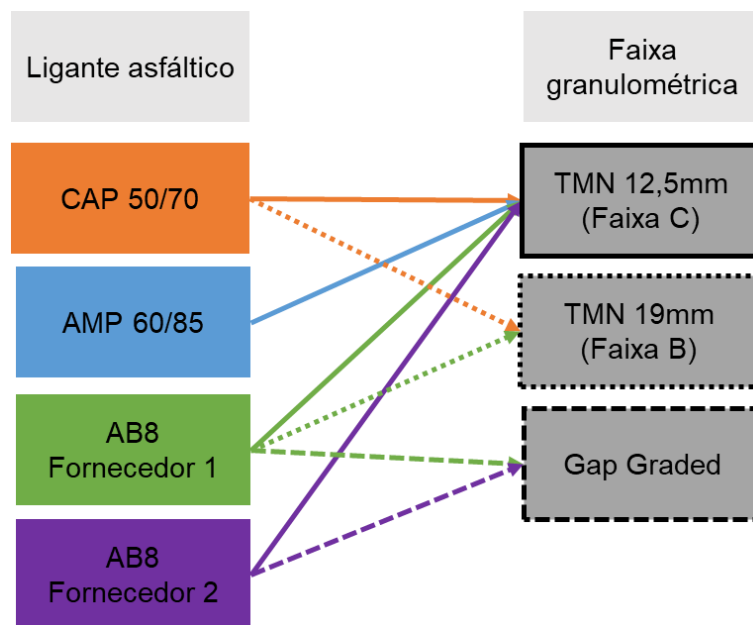 Ligante asfáltico
Faixa
granulométrica
CAP 50/70
TMN 12,5mm
(Faixa C)
AMP 60/85
TMN 19mm
(Faixa B)
AB8
Fornecedor 1
Gap Graded
AB8
Fornecedor 2